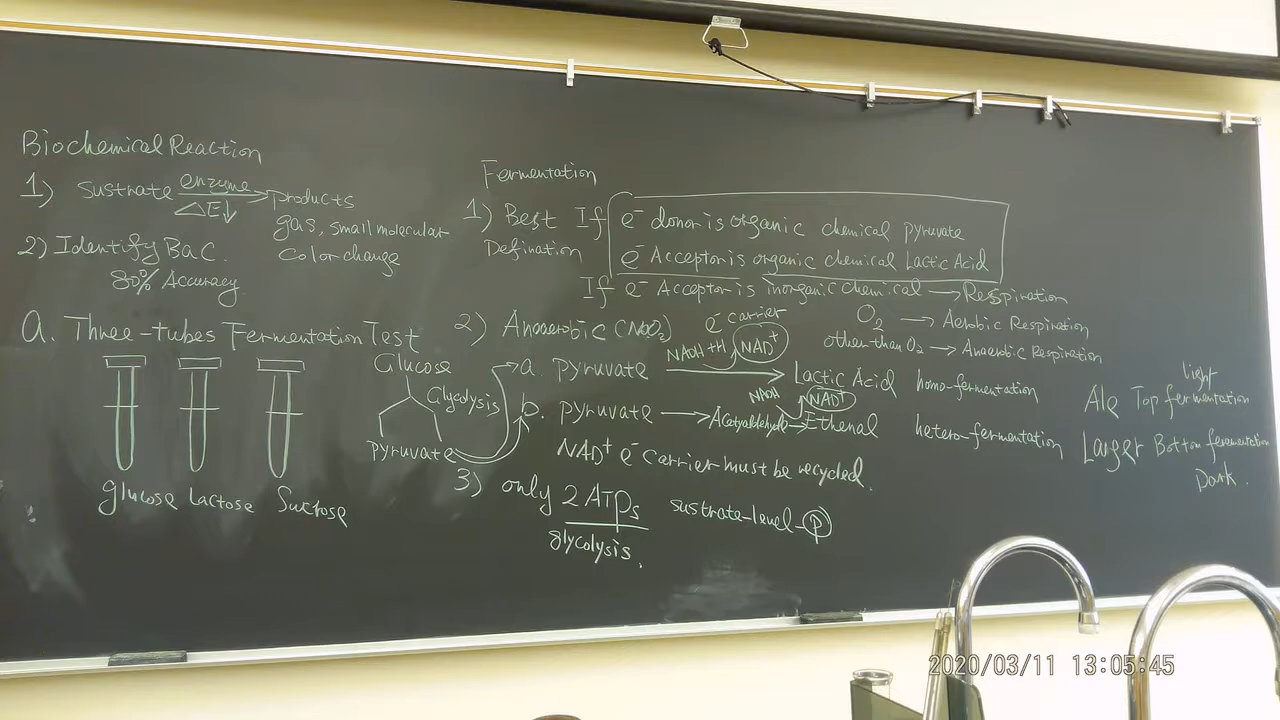 Biochemical Reaction
1) Sustrate enzyme products
△E↓
gas, small molecular
color change
2) Identify Bac.
80% Accuracy
a. Three-tubes Fermentation Test
glucose Lactose Sucrose
Glucose
Glycolysis
pyruvate
Fermentation
1) Best If e⁻ donor is organic chemical pyruvate
Defination e⁻ Acceptor is organic chemical Lactic Acid
If e⁻ Acceptor is inorganic chemical → Respiration
O₂ → Aerobic Respiration
other than O₂ → Anaerobic Respiration
2) Anaerobic (No O₂)
e⁻ carrier
NADH+H NAD⁺
a. pyruvate → Lactic Acid homo-fermentation
NADH NAD⁺
b. pyruvate → Acetyaldehyde → Ethenal hetero-fermentation
NAD⁺ e⁻ carrier must be recycled.
3) only 2 ATPs sustrate-level-P
glycolysis.
light
Ale Top fermentation
Larger Bottom fermentation
Dark.
2020/03/11 13:05:45